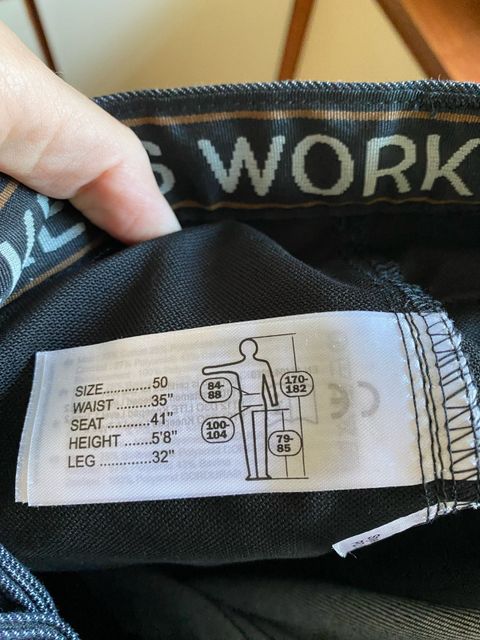 S WORK
SIZE............50
WAIST .........35"
SEAT ...........41"
HEIGHT .......5'8"
LEG .............32"
84-
88
170-
182
100-
104
79-
85